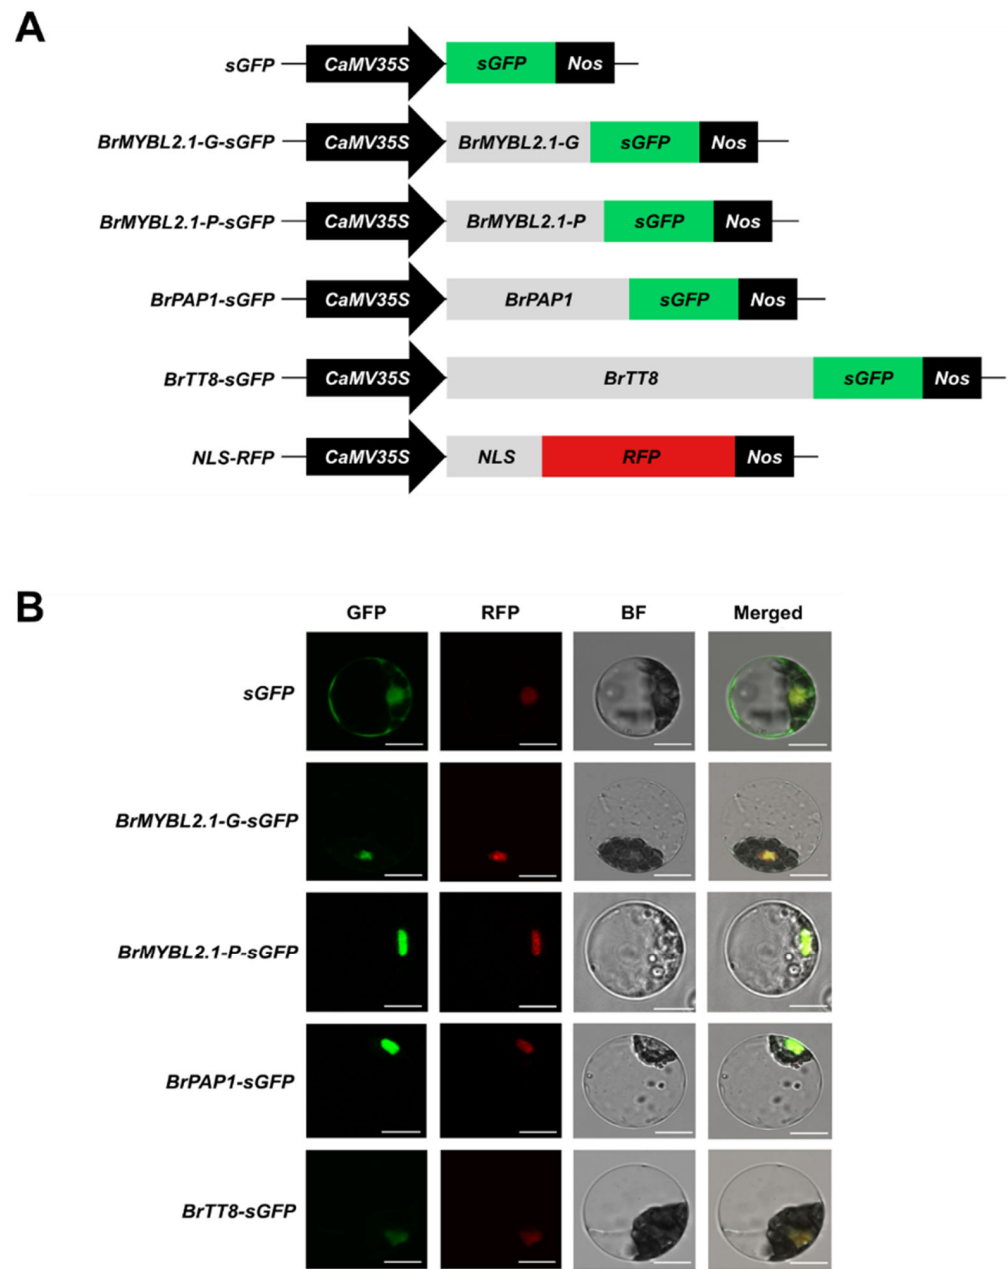 A
sGFP CaMV35S sGFP Nos
BrMYBL2.1-G-sGFP CaMV35S BrMYBL2.1-G sGFP Nos
BrMYBL2.1-P-sGFP CaMV35S BrMYBL2.1-P sGFP Nos
BrPAP1-sGFP CaMV35S BrPAP1 sGFP Nos
BrTT8-sGFP CaMV35S BrTT8 sGFP Nos
NLS-RFP CaMV35S NLS RFP Nos
B
GFP RFP BF Merged
sGFP
BrMYBL2.1-G-sGFP
BrMYBL2.1-P-sGFP
BrPAP1-sGFP
BrTT8-sGFP